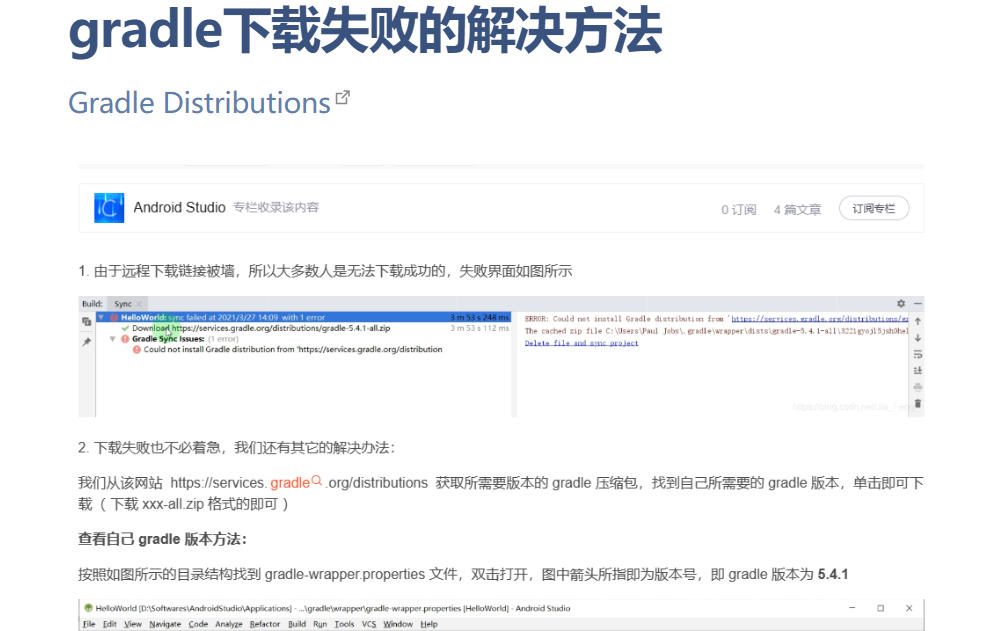 gradle下载失败的解决方法
Gradle Distributions
Android Studio 专栏收录该内容
0 订阅 4 篇文章 订阅专栏
1. 由于远程下载链接被墙，所以大多数人是无法下载成功的，失败界面如图所示
Build: Sync
HelloWorld: sync failed at 2021/3/27 14:09 with 1 error 3 m 53 s 248 ms
Download https://services.gradle.org/distributions/gradle-5.4.1-all.zip 3 m 53 s 112 ms
Gradle Sync Issues: (1 error)
Could not install Gradle distribution from 'https://services.gradle.org/distribution
ERROR: Could not install Gradle distribution from 'https://services.gradle.org/distributions/
The cached zip file C:\Users\Paul Jobs\.gradle\wrapper\dists\gradle-5.4.1-all\
Delete file and sync project
2. 下载失败也不必着急，我们还有其它的解决办法：
我们从该网站 https://services.gradle.org/distributions 获取所需要版本的 gradle 压缩包，找到自己所需要的 gradle 版本，单击即可下
载（ 下载 xxx-all.zip 格式的即可 ）
查看自己 gradle 版本方法：
按照如图所示的目录结构找到 gradle-wrapper.properties 文件，双击打开，图中箭头所指即为版本号，即 gradle 版本为 5.4.1
HelloWorld [D:\Softwares\AndroidStudio\Applications] - ...\gradle\wrapper\gradle-wrapper.properties [HelloWorld] - Android Studio
File Edit View Navigate Code Analyze Refactor Build Run Tools VCS Window Help